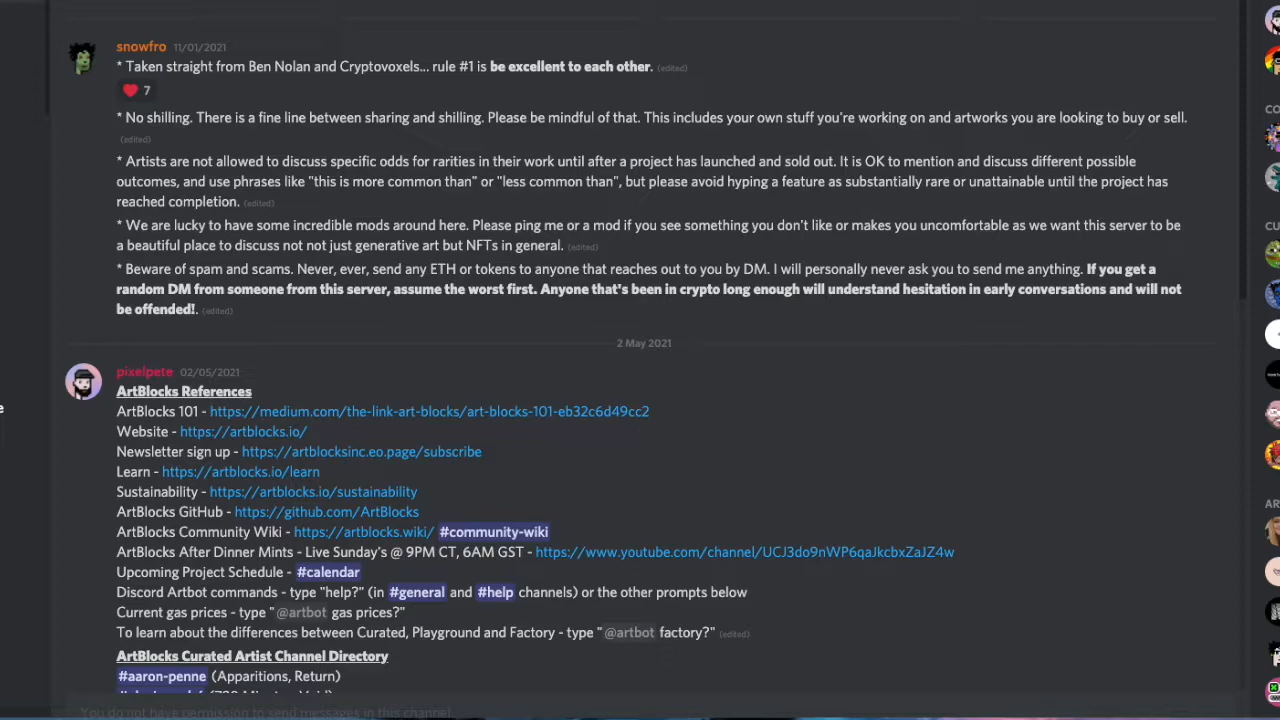 snowfro 11/01/2021
* Taken straight from Ben Nolan and Cryptovoxels... rule #1 is be excellent to each other. (edited)
7
* No shilling. There is a fine line between sharing and shilling. Please be mindful of that. This includes your own stuff you're working on and artworks you are looking to buy or sell.
(edited)
* Artists are not allowed to discuss specific odds for rarities in their work until after a project has launched and sold out. It is OK to mention and discuss different possible
outcomes, and use phrases like "this is more common than" or "less common than", but please avoid hyping a feature as substantially rare or unattainable until the project has
reached completion. (edited)
* We are lucky to have some incredible mods around here. Please ping me or a mod if you see something you don't like or makes you uncomfortable as we want this server to be
a beautiful place to discuss not not just generative art but NFTs in general. (edited)
* Beware of spam and scams. Never, ever, send any ETH or tokens to anyone that reaches out to you by DM. I will personally never ask you to send me anything. If you get a
random DM from someone from this server, assume the worst first. Anyone that's been in crypto long enough will understand hesitation in early conversations and will not
be offended!. (edited)
2 May 2021
pixelpete 02/05/2021
ArtBlocks References
ArtBlocks 101 - https://medium.com/the-link-art-blocks/art-blocks-101-eb32c6d49cc2
Website - https://artblocks.io/
Newsletter sign up - https://artblocksinc.eo.page/subscribe
Learn - https://artblocks.io/learn
Sustainability - https://artblocks.io/sustainability
ArtBlocks GitHub - https://github.com/ArtBlocks
ArtBlocks Community Wiki - https://artblocks.wiki/ #community-wiki
ArtBlocks After Dinner Mints - Live Sunday's @ 9PM CT, 6AM GST - https://www.youtube.com/channel/UCJ3do9nWP6qaJkcbxZaJZ4w
Upcoming Project Schedule - #calendar
Discord Artbot commands - type "help?" (in #general and #help channels) or the other prompts below
Current gas prices - type "@artbot gas prices?"
To learn about the differences between Curated, Playground and Factory - type "@artbot factory?" (edited)
ArtBlocks Curated Artist Channel Directory
#aaron-penne (Apparitions, Return)
You do not have permission to send messages in this channel